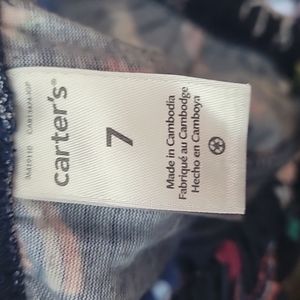 carter's®
7
Made in Cambodia
Fabriqué au Cambodge
Hecho en Camboya